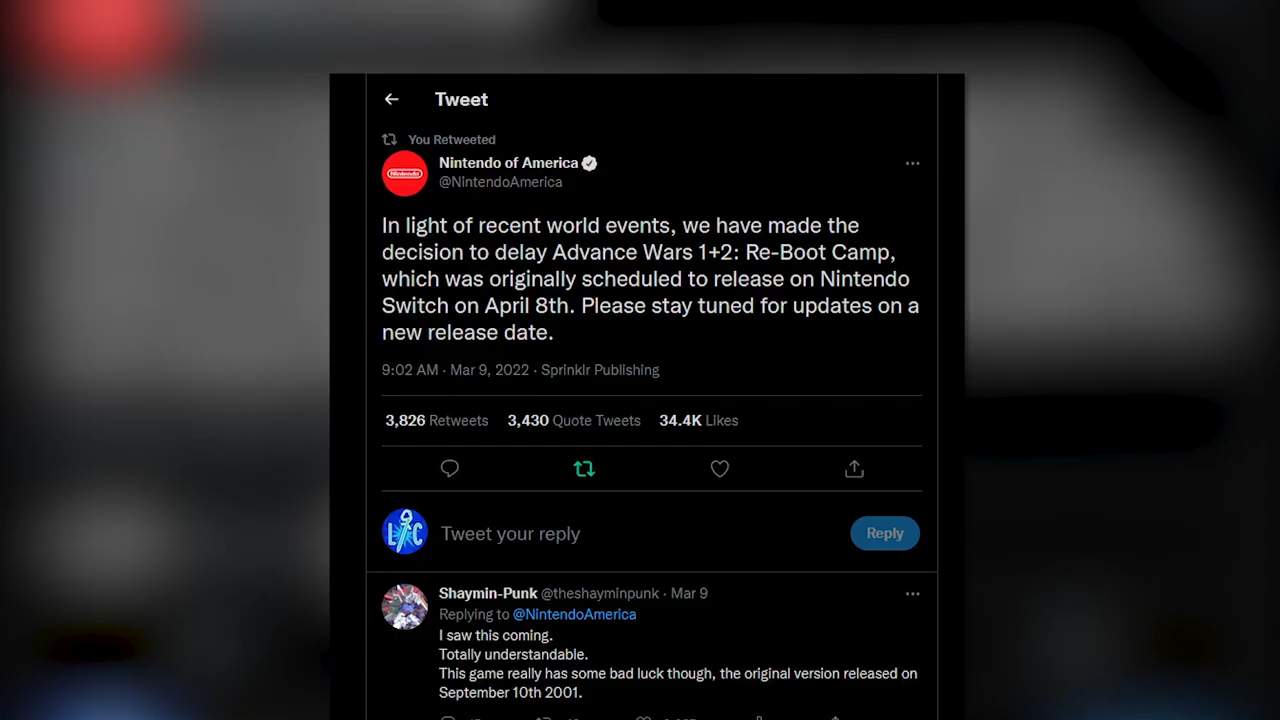 Tweet
You Retweeted
Nintendo of America
@NintendoAmerica
Nintendo
In light of recent world events, we have made the
decision to delay Advance Wars 1+2: Re-Boot Camp,
which was originally scheduled to release on Nintendo
Switch on April 8th. Please stay tuned for updates on a
new release date.
9:02 AM · Mar 9, 2022 · Sprinklr Publishing
3,826 Retweets 3,430 Quote Tweets 34.4K Likes
L C
Tweet your reply
Reply
Shaymin-Punk @theshayminpunk · Mar 9
Replying to @NintendoAmerica
I saw this coming.
Totally understandable.
This game really has some bad luck though, the original version released on
September 10th 2001.